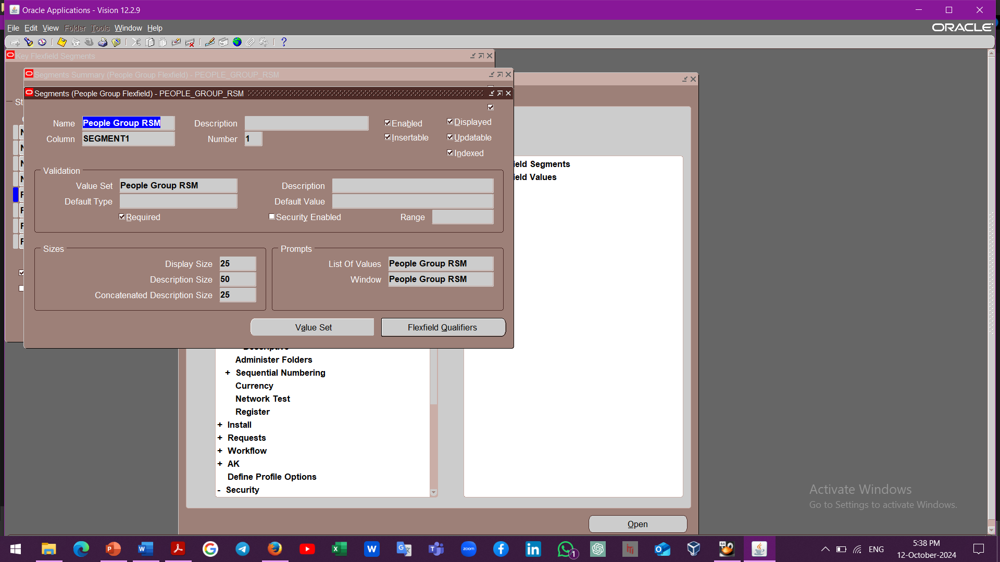 Oracle Applications - Vision 12.2.9
File Edit View Folder Tools Window Help
ORACLE
Key Flexfield Segments
Segments Summary (People Group Flexfield) - PEOPLE_GROUP_RSM
Segments (People Group Flexfield) - PEOPLE_GROUP_RSM
Name People Group RSM Description Enabled Displayed
Column SEGMENT1 Number 1 Insertable Updatable
Indexed
Validation
Value Set People Group RSM Description
Default Type Default Value
Required Security Enabled Range
Sizes
Display Size 25
Description Size 50
Concatenated Description Size 25
Prompts
List Of Values People Group RSM
Window People Group RSM
Value Set Flexfield Qualifiers
ield Segments
ield Values
Descriptive
Administer Folders
+ Sequential Numbering
Currency
Network Test
Register
+ Install
+ Requests
+ Workflow
+ AK
Define Profile Options
- Security
Open
Activate Windows
Go to Settings to activate Windows.
zoom
1
ENG
5:38 PM
12-October-2024